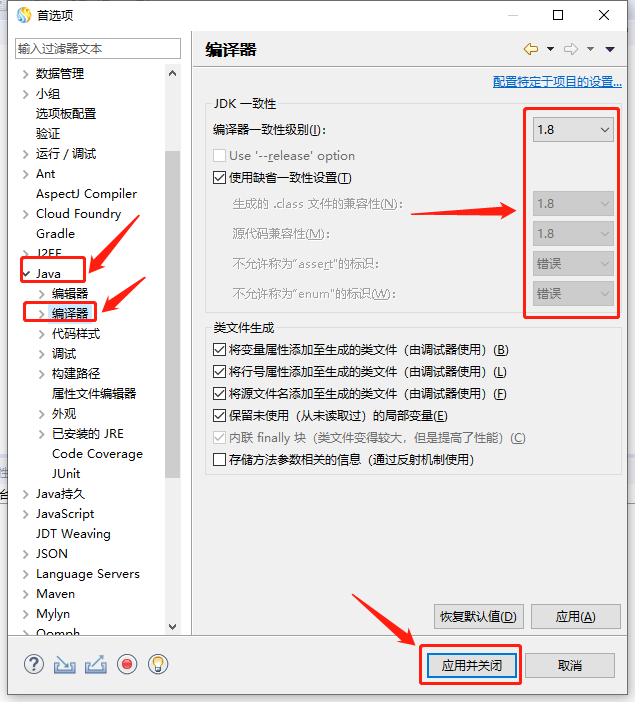 首选项
输入过滤器文本
数据管理
小组
选项板配置
验证
运行 / 调试
Ant
AspectJ Compiler
Cloud Foundry
Gradle
J2EE
Java
编辑器
编译器
代码样式
调试
构建路径
属性文件编辑器
外观
已安装的 JRE
Code Coverage
JUnit
Java持久
JavaScript
JDT Weaving
JSON
Language Servers
Maven
Mylyn
Oomph
编译器
配置特定于项目的设置...
JDK 一致性
编译器一致性级别(J)： 1.8
Use '--release' option
使用缺省一致性设置(T)
生成的 .class 文件的兼容性(N)： 1.8
源代码兼容性(M)： 1.8
不允许称为"assert"的标识： 错误
不允许称为"enum"的标识(W)： 错误
类文件生成
将变量属性添加至生成的类文件（由调试器使用）(B)
将行号属性添加至生成的类文件（由调试器使用）(L)
将源文件名添加至生成的类文件（由调试器使用）(F)
保留未使用（从未读取过）的局部变量(E)
内联 finally 块（类文件变得较大，但是提高了性能）(C)
存储方法参数相关的信息（通过反射机制使用）
恢复默认值(D) 应用(A)
应用并关闭 取消